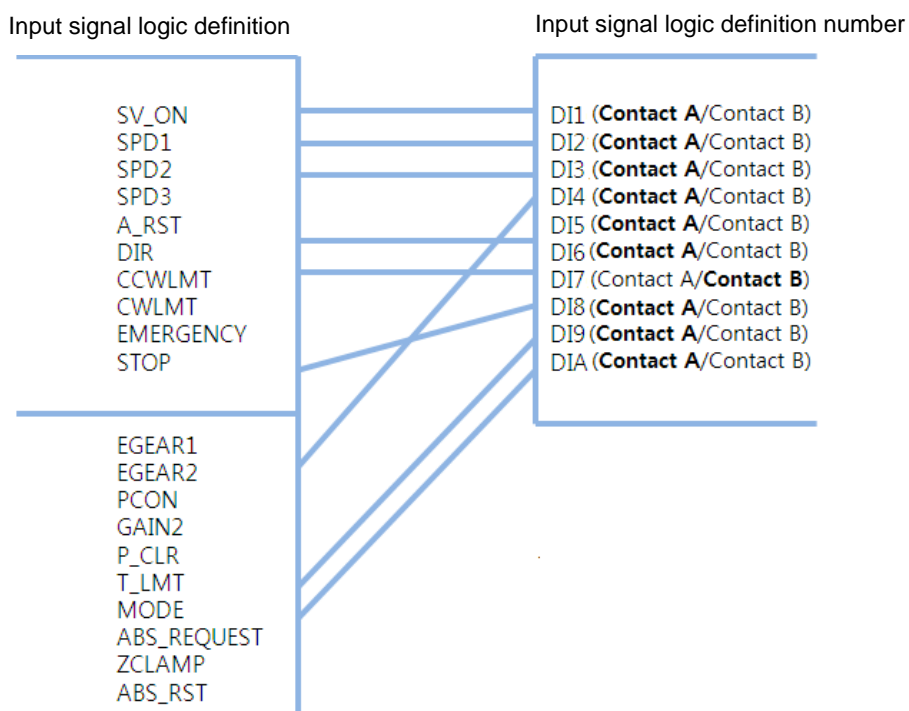 Input signal logic definition
Input signal logic definition number
SV_ON
SPD1
SPD2
SPD3
A_RST
DIR
CCWLMT
CWLMT
EMERGENCY
STOP
EGEAR1
EGEAR2
PCON
GAIN2
P_CLR
T_LMT
MODE
ABS_REQUEST
ZCLAMP
ABS_RST
DI1 (Contact A/Contact B)
DI2 (Contact A/Contact B)
DI3 (Contact A/Contact B)
DI4 (Contact A/Contact B)
DI5 (Contact A/Contact B)
DI6 (Contact A/Contact B)
DI7 (Contact A/Contact B)
DI8 (Contact A/Contact B)
DI9 (Contact A/Contact B)
DIA (Contact A/Contact B)